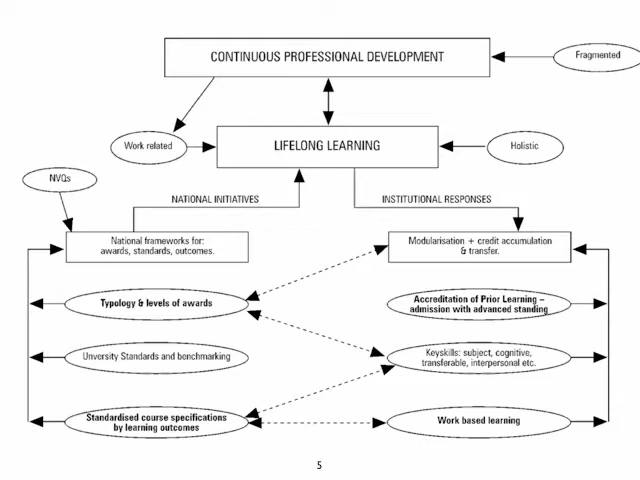 CONTINUOUS PROFESSIONAL DEVELOPMENT
Fragmented
Work related
LIFELONG LEARNING
Holistic
NVQs
NATIONAL INITIATIVES
INSTITUTIONAL RESPONSES
National frameworks for:
awards, standards, outcomes.
Modularisation + credit accumulation
& transfer.
Typology & levels of awards
Accreditation of Prior Learning –
admission with advanced standing
Unversity Standards and benchmarking
Keyskills: subject, cognitive,
transferable, interpersonal etc.
Standardised course specifications
by learning outcomes
Work based learning
5